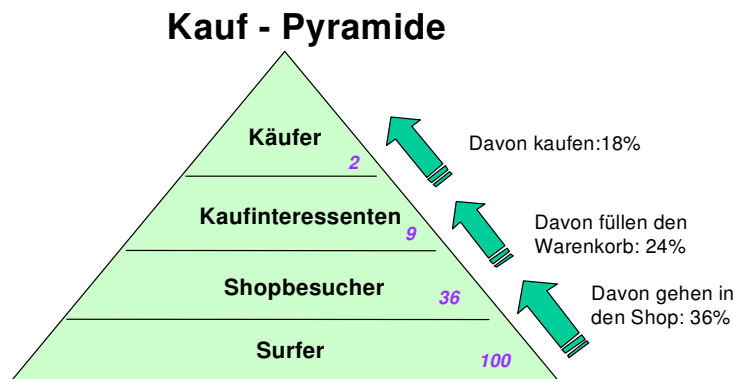 Kauf - Pyramide
Käufer
2
Davon kaufen:18%
Kaufinteressenten
9
Davon füllen den
Warenkorb: 24%
Shopbesucher
36
Davon gehen in
den Shop: 36%
Surfer
100